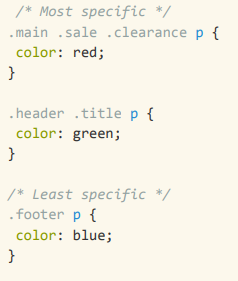 /* Most specific */
.main .sale .clearance p {
color: red;
}
.header .title p {
color: green;
}
/* Least specific */
.footer p {
color: blue;
}